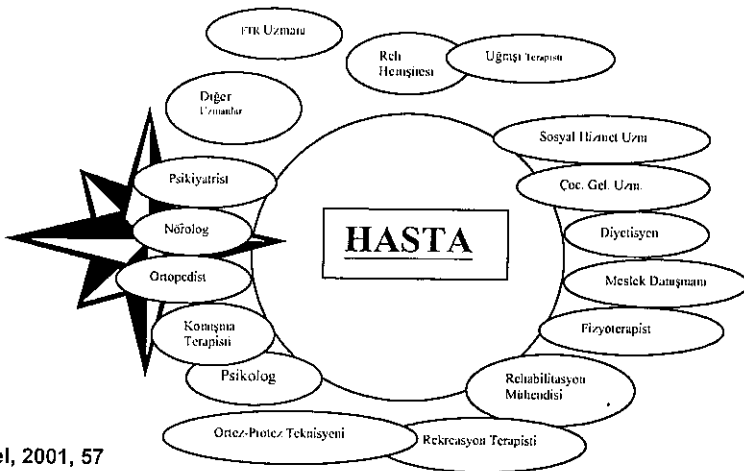 FTR Uzmanı
Reh
Hemşiresi
Uğraşı Terapisti
Diğer
Uzmanlar
Sosyal Hizmet Uzm
Psikiyatrist
Çoc. Gel. Uzm.
Nörolog
HASTA
Diyetisyen
Ortopedist
Meslek Danışmanı
Konuşma
Terapisti
Fizyoterapist
Psikolog
Rehabilitasyon
Mühendisi
Ortez-Protez Teknisyeni
Rekreasyon Terapisti
el, 2001, 57